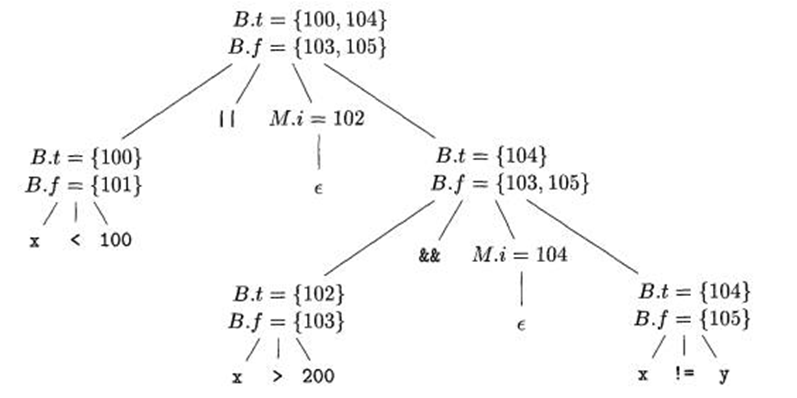 B.t = {100, 104}
B.f = {103, 105}
|| M.i = 102
B.t = {100}
B.f = {101}
B.t = {104}
B.f = {103, 105}
ϵ
x < 100
&& M.i = 104
B.t = {102}
B.f = {103}
B.t = {104}
B.f = {105}
ϵ
x > 200
x != y